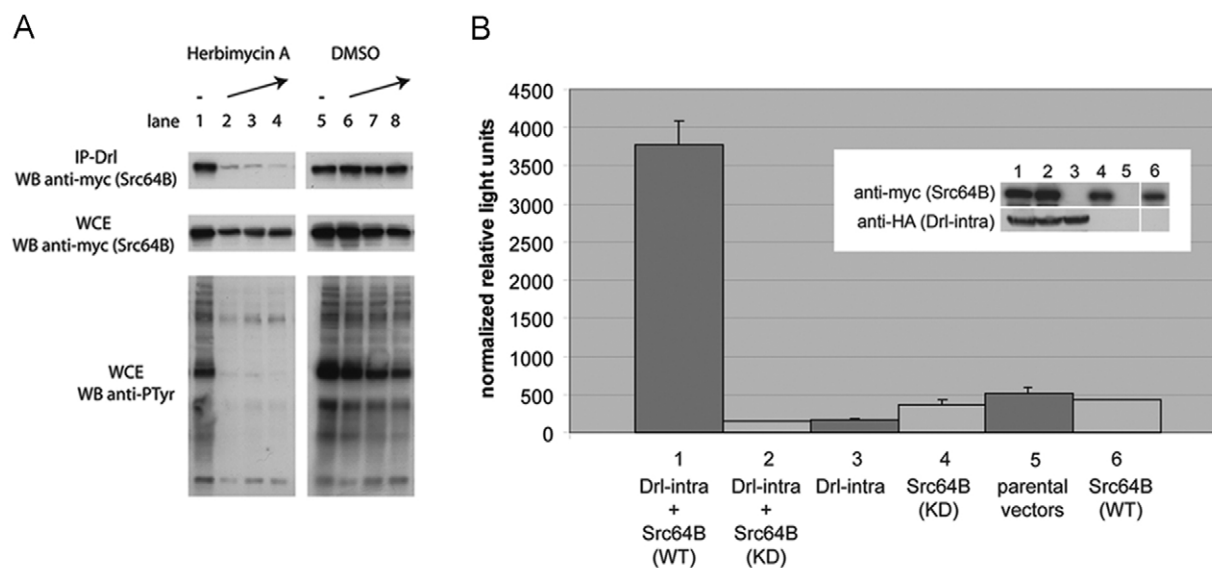 A
Herbimycin A
DMSO
-
-
lane 1 2 3 4 5 6 7 8
IP-Drl
WB anti-myc (Src64B)
WCE
WB anti-myc (Src64B)
WCE
WB anti-PTyr
B
normalized relative light units
4500
4000
3500
3000
2500
2000
1500
1000
500
0
1 2 3 4 5 6
anti-myc (Src64B)
anti-HA (Drl-intra)
1
Drl-intra
+
Src64B
(WT)
2
Drl-intra
+
Src64B
(KD)
3
Drl-intra
4
Src64B
(KD)
5
parental
vectors
6
Src64B
(WT)